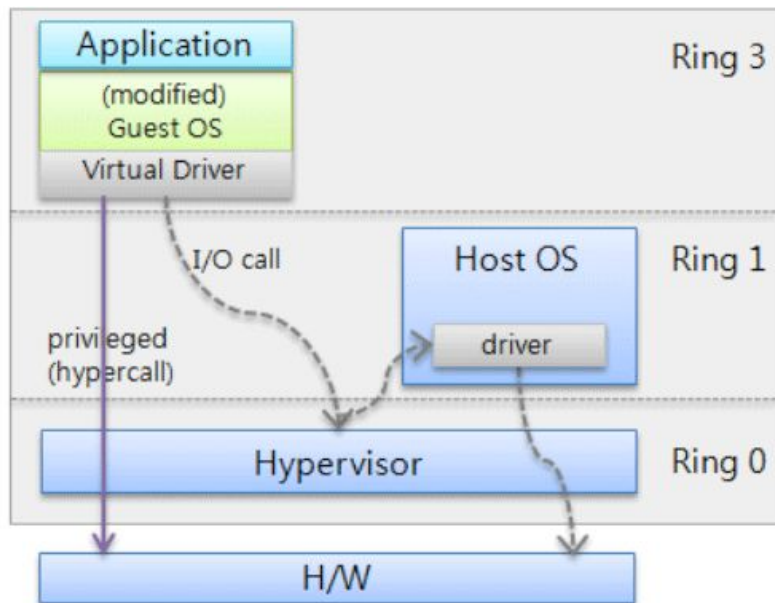 Application
Ring 3
(modified)
Guest OS
Virtual Driver
I/O call
Host OS
Ring 1
privileged
(hypercall)
driver
Hypervisor
Ring 0
H/W